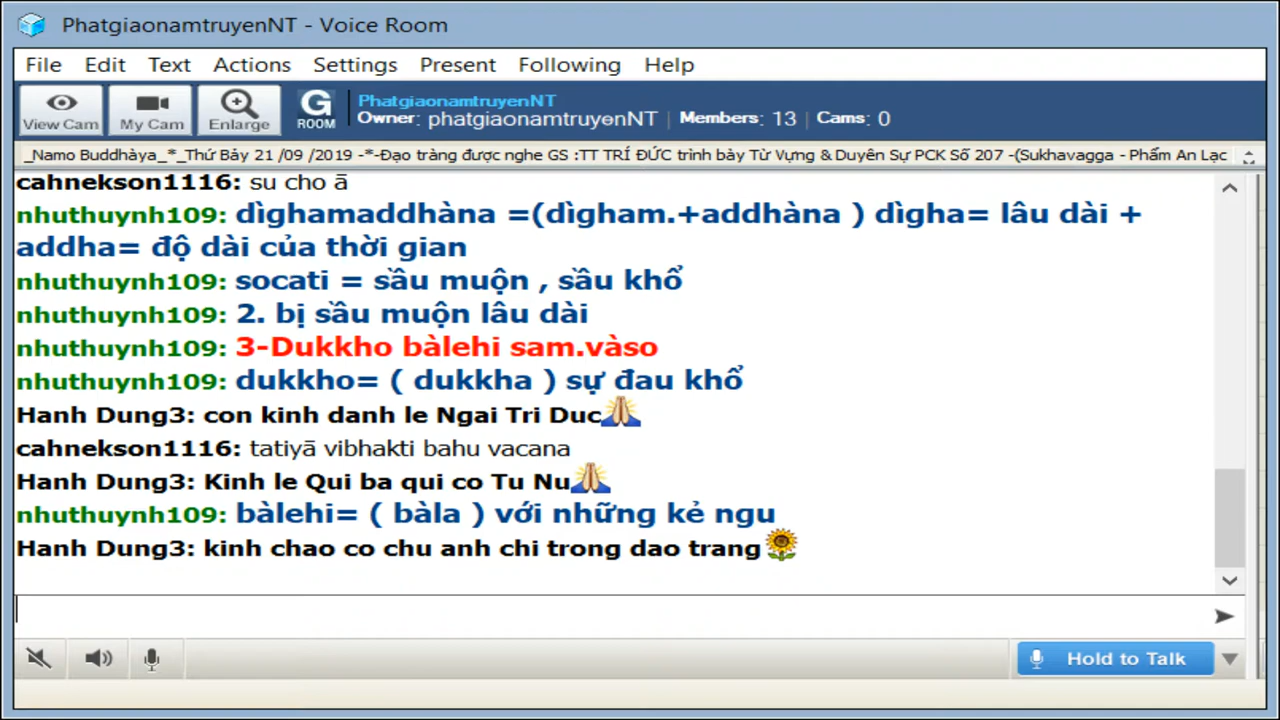 PhatgiaonamtruyenNT - Voice Room
File Edit Text Actions Settings Present Following Help
View Cam My Cam Enlarge G ROOM
PhatgiaonamtruyenNT
Owner: phatgiaonamtruyenNT | Members: 13 | Cams: 0
_Namo Buddhàya_*_Thứ Bảy 21 /09 /2019 -*-Đạo tràng được nghe GS :TT TRÍ ĐỨC trình bày Từ Vựng & Duyên Sự PCK Số 207 -(Sukhavagga - Phẩm An Lạc
cahnekson1116: su cho ā
nhuthuynh109: dìghamaddhàna =(dìgham.+addhàna ) dìgha= lâu dài +
addha= độ dài của thời gian
nhuthuynh109: socati = sầu muộn , sầu khổ
nhuthuynh109: 2. bị sầu muộn lâu dài
nhuthuynh109: 3-Dukkho bàlehi sam.vàso
nhuthuynh109: dukkho= ( dukkha ) sự đau khổ
Hanh Dung3: con kinh danh le Ngai Tri Duc
cahnekson1116: tatiyā vibhakti bahu vacana
Hanh Dung3: Kinh le Qui ba qui co Tu Nu
nhuthuynh109: bàlehi= ( bàla ) với những kẻ ngu
Hanh Dung3: kinh chao co chu anh chi trong dao trang
Hold to Talk